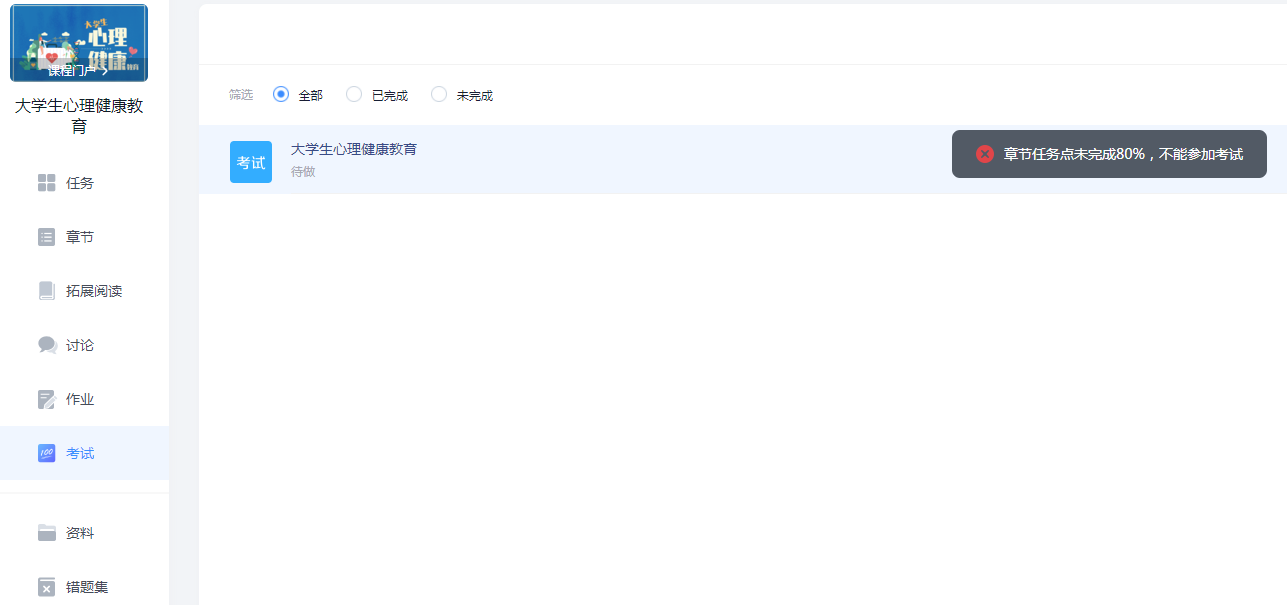 大学生
心理
健康教育
课程门户 >
大学生心理健康教
育
任务
章节
拓展阅读
讨论
作业
100
考试
资料
错题集
筛选 全部 已完成 未完成
考试
大学生心理健康教育
待做
章节任务点未完成80%，不能参加考试